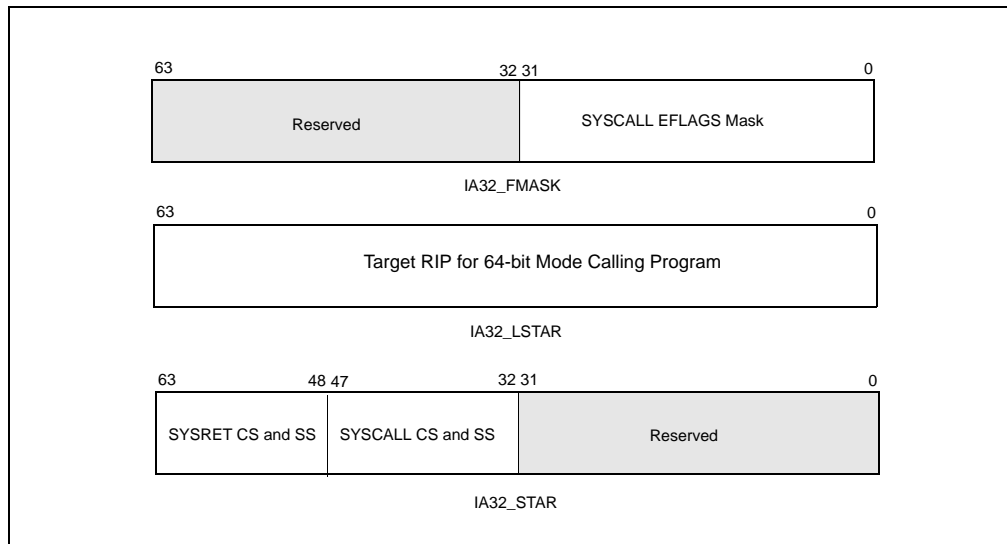 63 32 31 0
Reserved SYSCALL EFLAGS Mask
IA32_FMASK
63 0
Target RIP for 64-bit Mode Calling Program
IA32_LSTAR
63 48 47 32 31 0
SYSRET CS and SS SYSCALL CS and SS Reserved
IA32_STAR